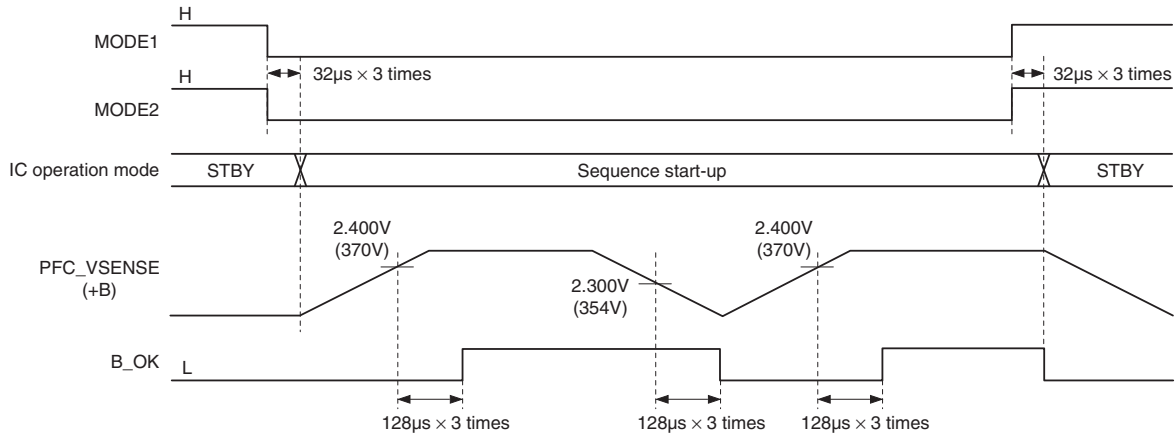 H
MODE1
32µs × 3 times
32µs × 3 times
H
MODE2
IC operation mode
STBY
Sequence start-up
STBY
2.400V
(370V)
2.400V
(370V)
PFC_VSENSE
(+B)
2.300V
(354V)
B_OK
L
128µs × 3 times
128µs × 3 times
128µs × 3 times